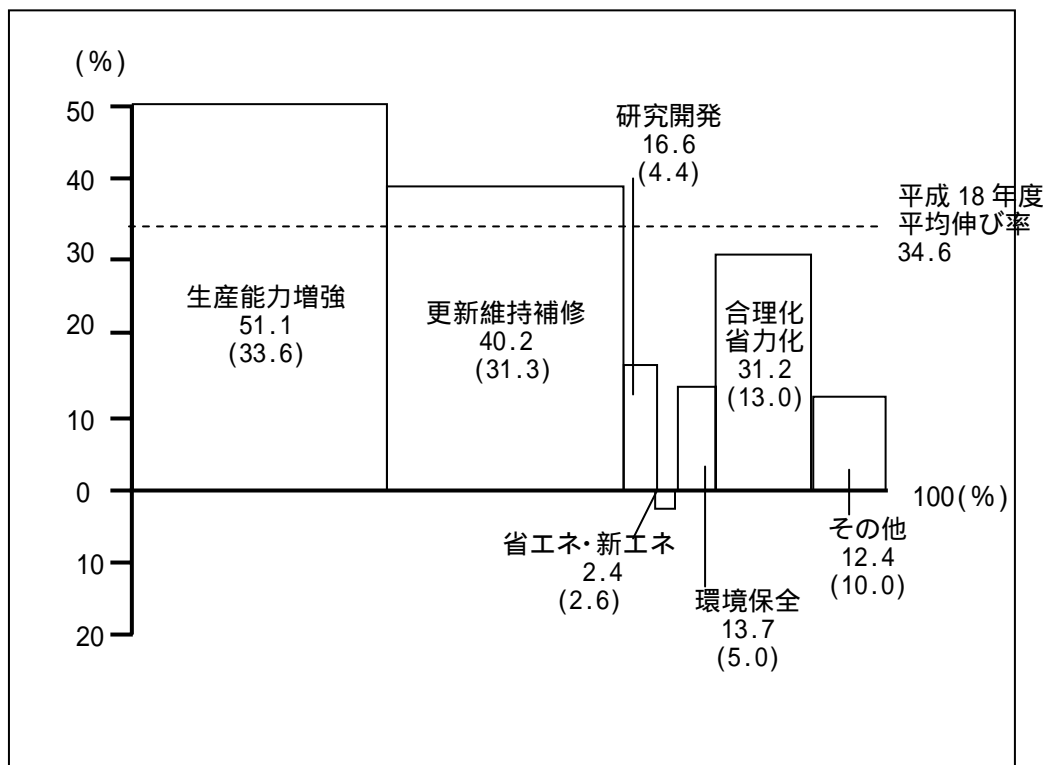 (%)
50
40
30
20
10
0
10
20
生産能力増強
51.1
(33.6)
更新維持補修
40.2
(31.3)
研究開発
16.6
(4.4)
省エネ・新エネ
2.4
(2.6)
環境保全
13.7
(5.0)
合理化
省力化
31.2
(13.0)
その他
12.4
(10.0)
平成 18 年度
平均伸び率
34.6
100(%)